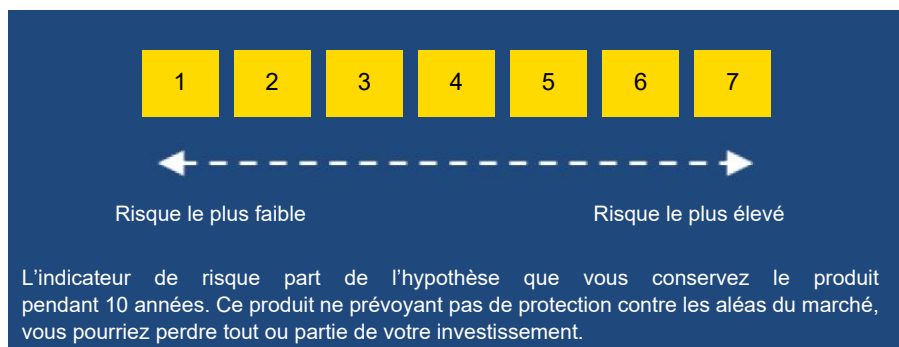 1 2 3 4 5 6 7
Risque le plus faible Risque le plus élevé
L'indicateur de risque part de l'hypothèse que vous conservez le produit
pendant 10 années. Ce produit ne prévoyant pas de protection contre les aléas du marché,
vous pourriez perdre tout ou partie de votre investissement.